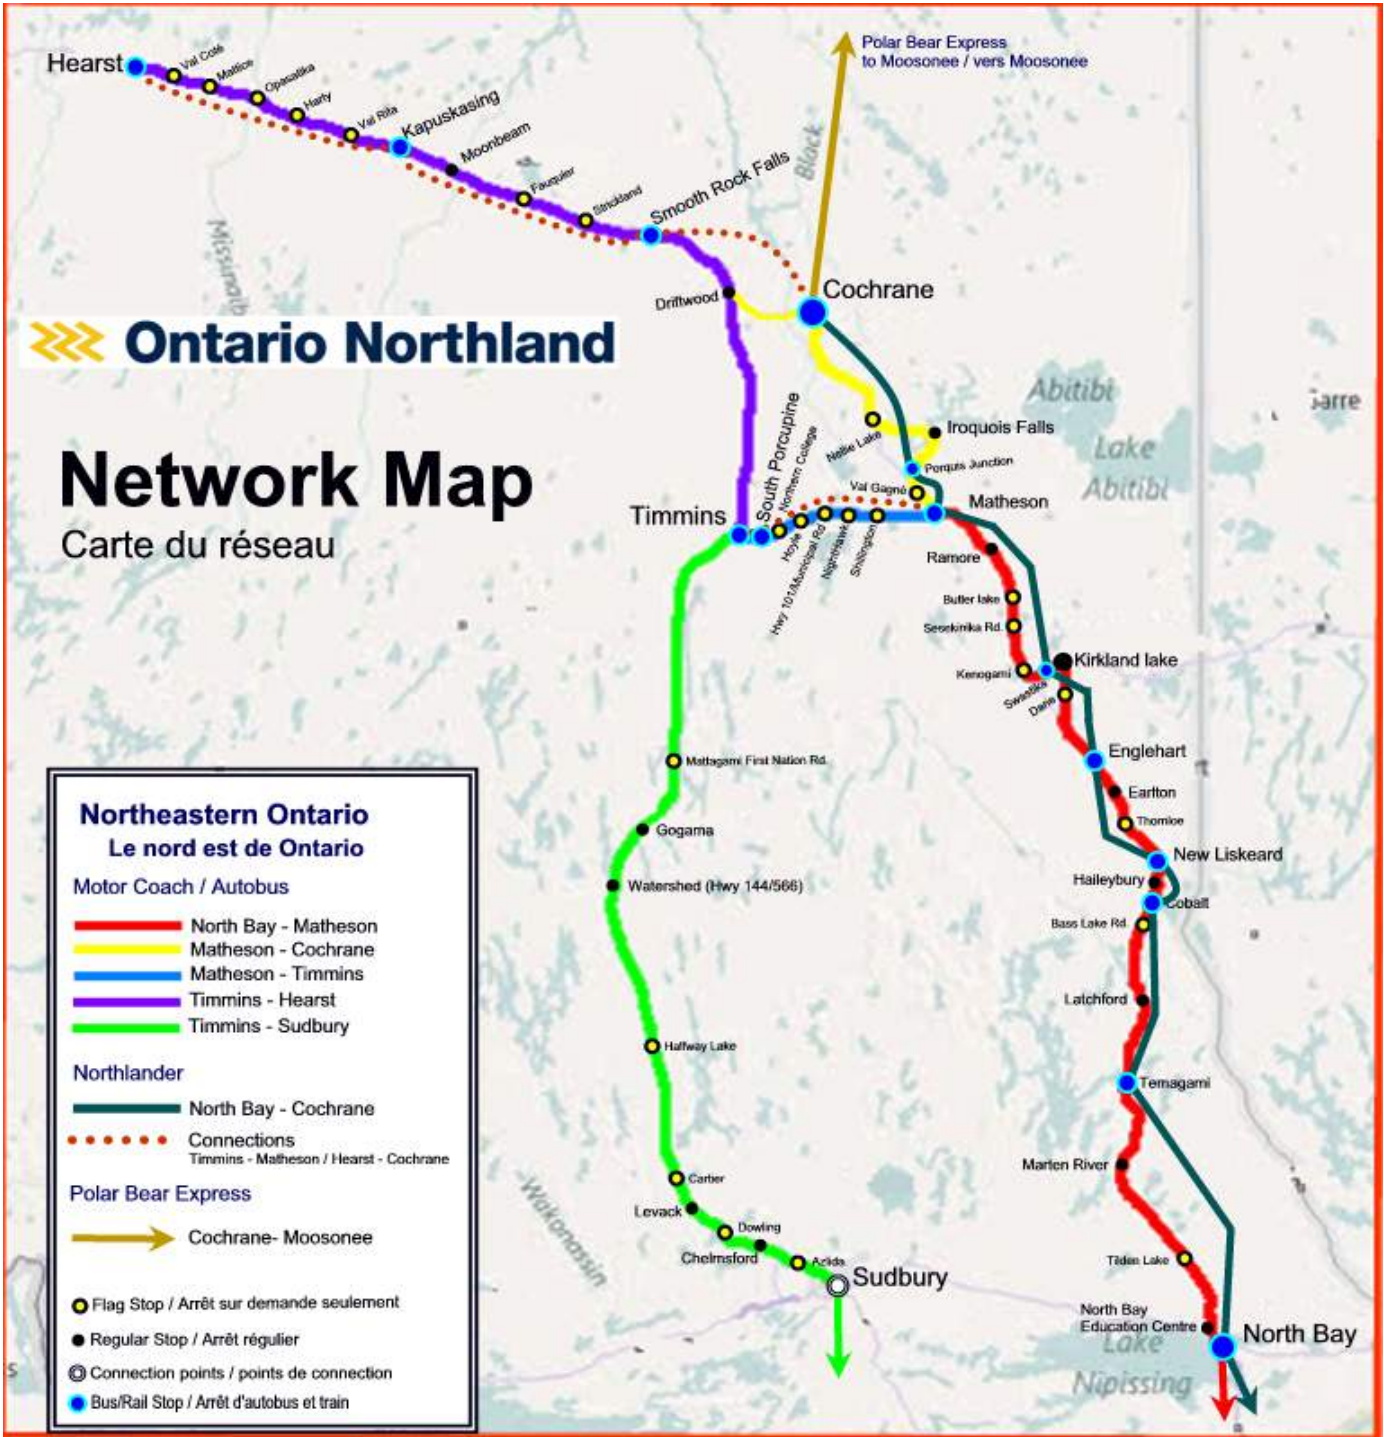 Hearst
Val Coté
Mattice
Opasatika
Harty
Val Rita
Kapuskasing
Moonbeam
Fauquier
Strickland
Smooth Rock Falls
Polar Bear Express
to Moosonee / vers Moosonee
Black
Driftwood
Cochrane
Ontario Northland
Network Map
Carte du réseau
Abitibi
Lake
Abitibi
Nellie Lake
Iroquois Falls
Porquis Junction
Val Gagné
Matheson
Timmins
South Porcupine
Northern College
Hoyle
Hwy 101/Municipal Rd
Nighthawk
Shillington
Ramore
Butler lake
Sesekinika Rd.
Kenogami
Swastika
Kirkland lake
Dane
Englehart
Earlton
Thornloe
New Liskeard
Haileybury
Cobalt
Bass Lake Rd.
Latchford
Temagami
Marten River
Tilden Lake
North Bay
Education Centre
North Bay
Lake
Nipissing
Mattagami First Nation Rd.
Gogama
Watershed (Hwy 144/566)
Halfway Lake
Cartier
Levack
Dowling
Chelmsford
Azilda
Sudbury
Wakonassin
Northeastern Ontario
Le nord est de Ontario
Motor Coach / Autobus
North Bay - Matheson
Matheson - Cochrane
Matheson - Timmins
Timmins - Hearst
Timmins - Sudbury
Northlander
North Bay - Cochrane
Connections
Timmins - Matheson / Hearst - Cochrane
Polar Bear Express
Cochrane- Moosonee
Flag Stop / Arrêt sur demande seulement
Regular Stop / Arrêt régulier
Connection points / points de connection
Bus/Rail Stop / Arrêt d'autobus et train